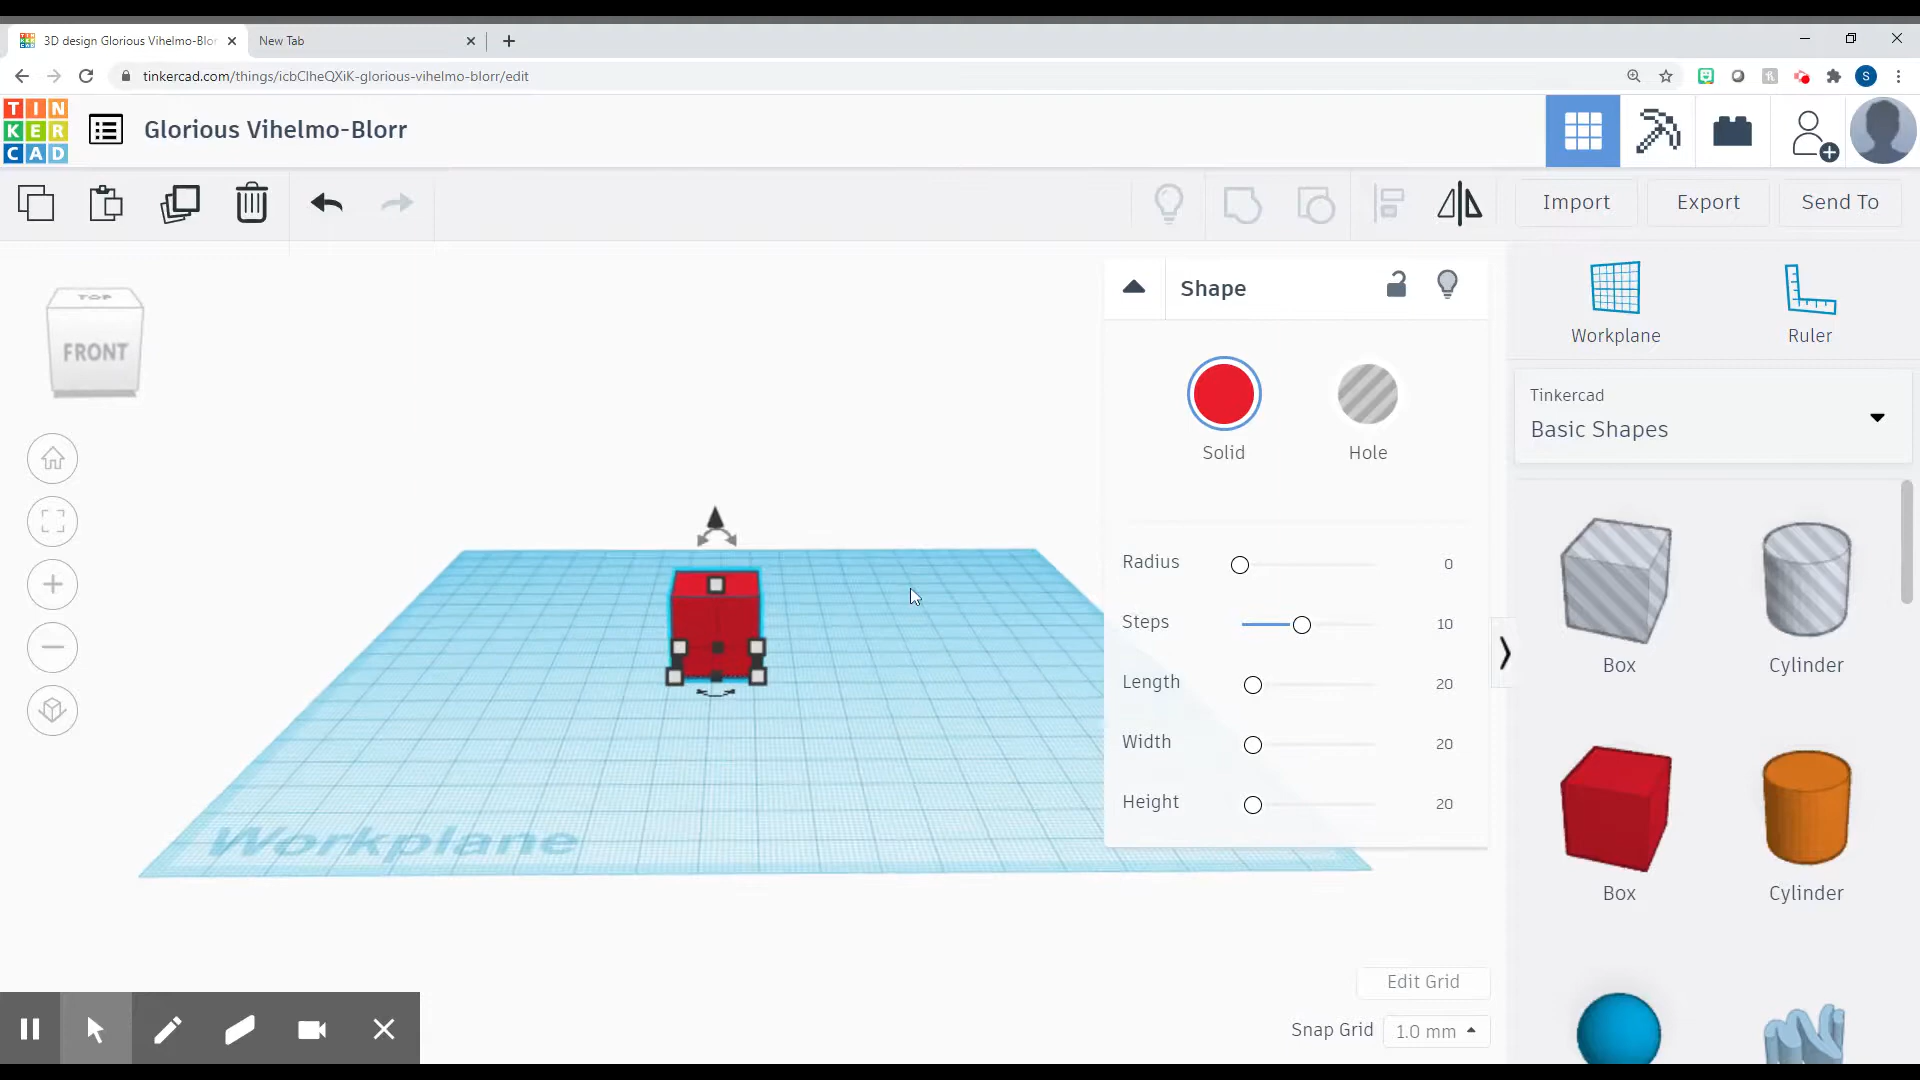 3D design Glorious Vihelmo-Blor
New Tab
tinkercad.com/things/icbClheQXiK-glorious-vihelmo-blorr/edit
S
TIN
KER
CAD
Glorious Vihelmo-Blorr
Import
Export
Send To
TOP
FRONT
Shape
Workplane
Ruler
Solid
Hole
Tinkercad
Basic Shapes
Radius
0
Steps
10
Length
20
Width
20
Height
20
Box
Cylinder
Box
Cylinder
Workplane
Edit Grid
Snap Grid
1.0 mm